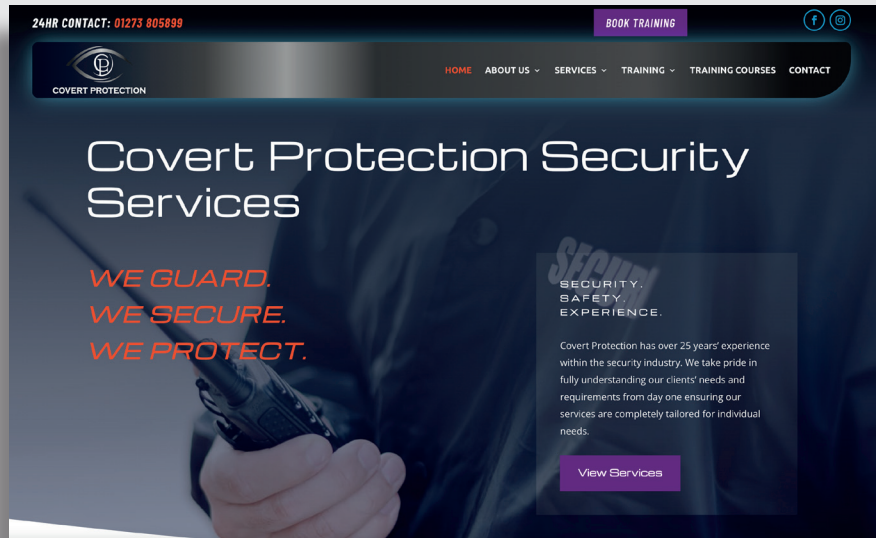 24HR CONTACT: 01273 805899
BOOK TRAINING
COVERT PROTECTION
HOME ABOUT US SERVICES TRAINING TRAINING COURSES CONTACT
Covert Protection Security
Services
WE GUARD.
WE SECURE.
WE PROTECT.
SECURI
SECURITY.
SAFETY.
EXPERIENCE.
Covert Protection has over 25 years' experience
within the security industry. We take pride in
fully understanding our clients' needs and
requirements from day one ensuring our
services are completely tailored for individual
needs.
View Services